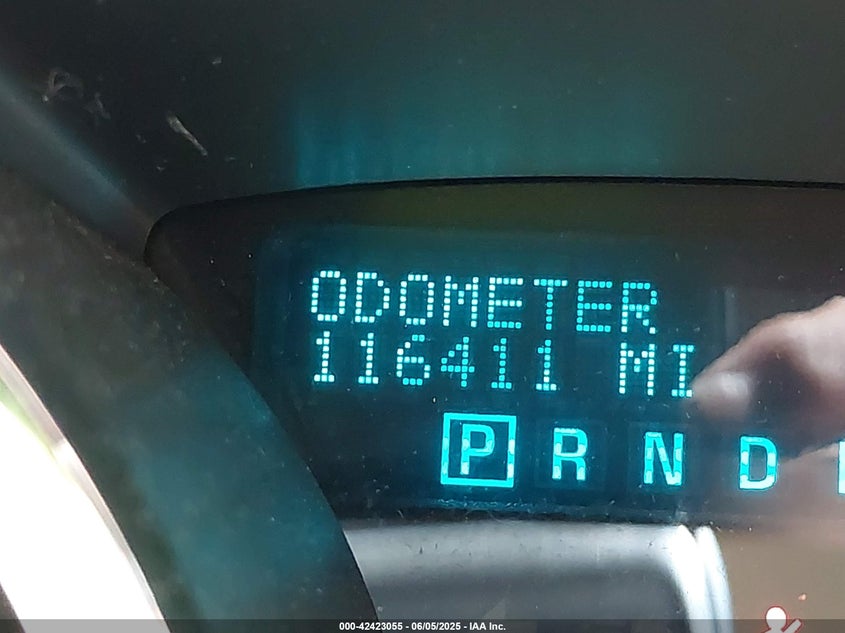 ODOMETER
116411 MI
P R N D
000-42423055 - 06/05/2025 - IAA Inc.